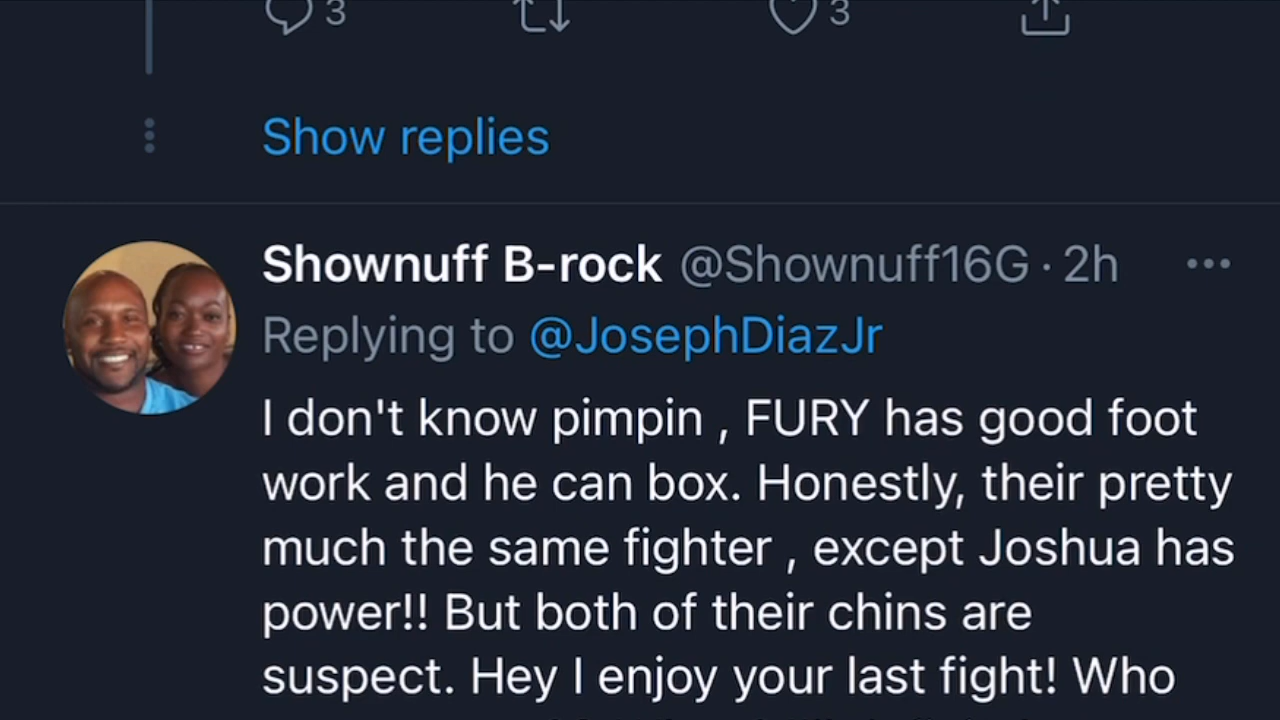 3 3
Show replies
Shownuff B-rock @Shownuff16G · 2h
Replying to @JosephDiazJr
I don't know pimpin , FURY has good foot
work and he can box. Honestly, their pretty
much the same fighter , except Joshua has
power!! But both of their chins are
suspect. Hey I enjoy your last fight! Who